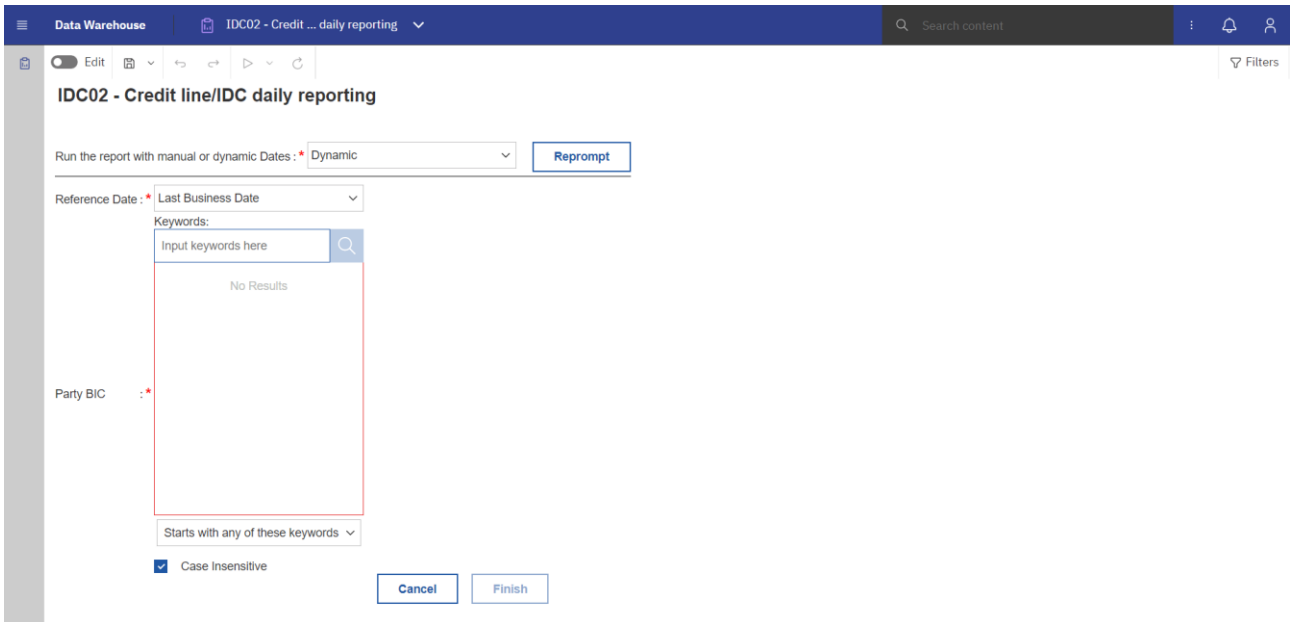 Data Warehouse
IDC02 - Credit ... daily reporting
Search content
Edit
Filters
IDC02 - Credit line/IDC daily reporting
Run the report with manual or dynamic Dates : * Dynamic
Reprompt
Reference Date : * Last Business Date
Keywords:
Input keywords here
No Results
Party BIC : *
Starts with any of these keywords
Case Insensitive
Cancel
Finish